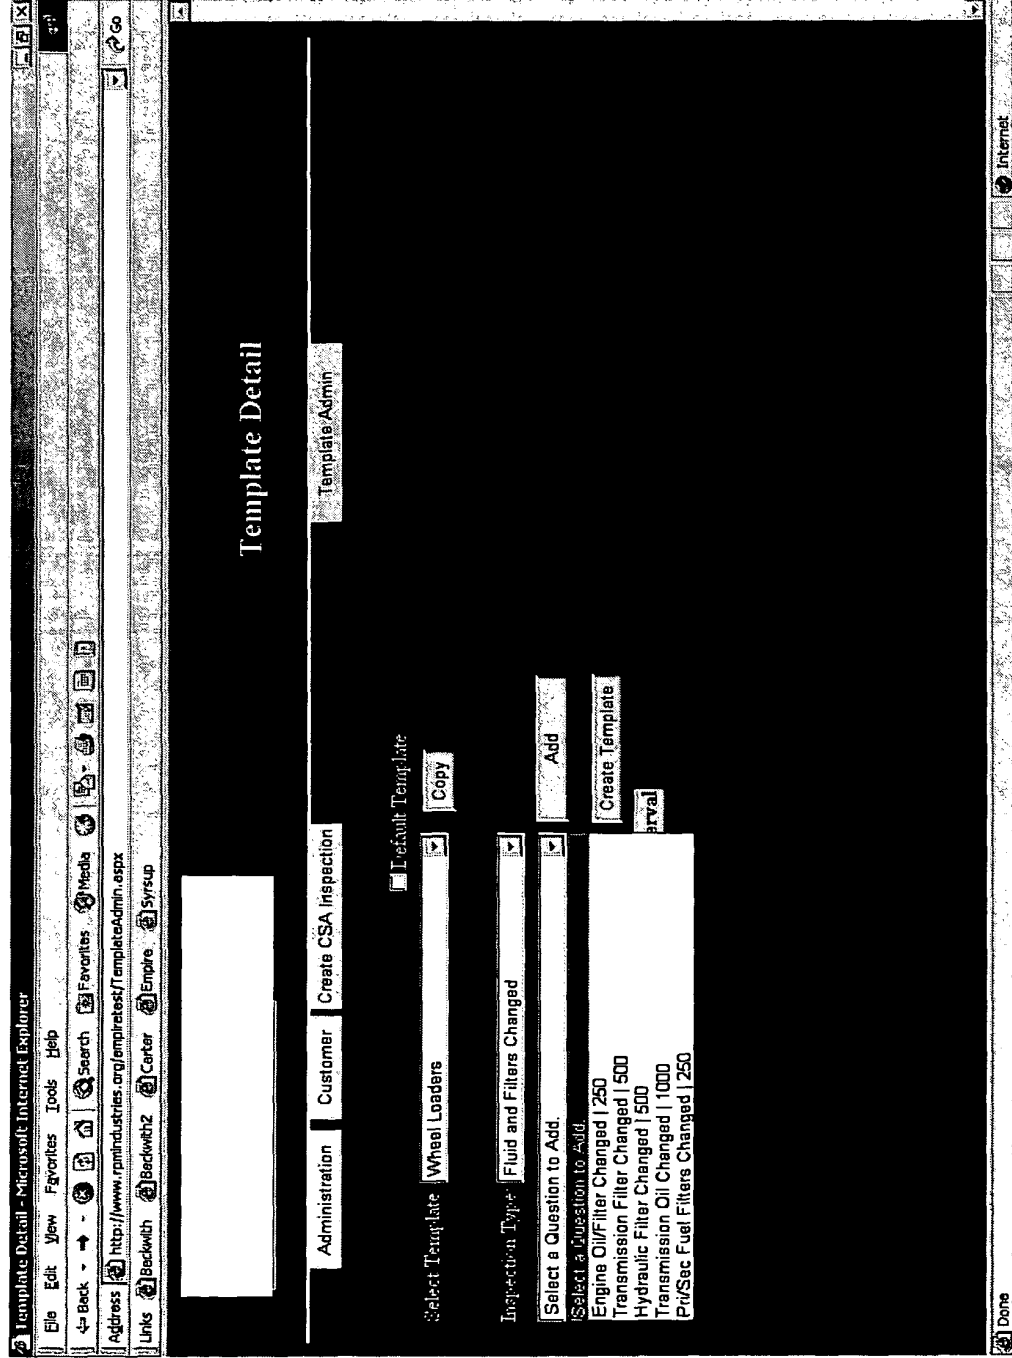 Template Detail - Microsoft Internet Explorer
File Edit View Favorites Tools Help
Back Search Favorites Media
Address http://www.rpmindustries.org/empiretest/TemplateAdmin.aspx Go
Links Beckwith Beckwith2 Carter Empire Syrsup
Template Detail
Administration Customer Create CSA Inspection Template Admin
Default Template
Select Template Wheel Loaders Copy
Inspection Type: Fluid and Filters Changed
Select a Question to Add. Add
Select a Question to Add.
Engine Oil/Filter Changed | 250 Create Template
Transmission Filter Changed | 500
Hydraulic Filter Changed | 500 erval
Transmission Oil Changed | 1000
Pri/Sec Fuel Filters Changed | 250
Done Internet